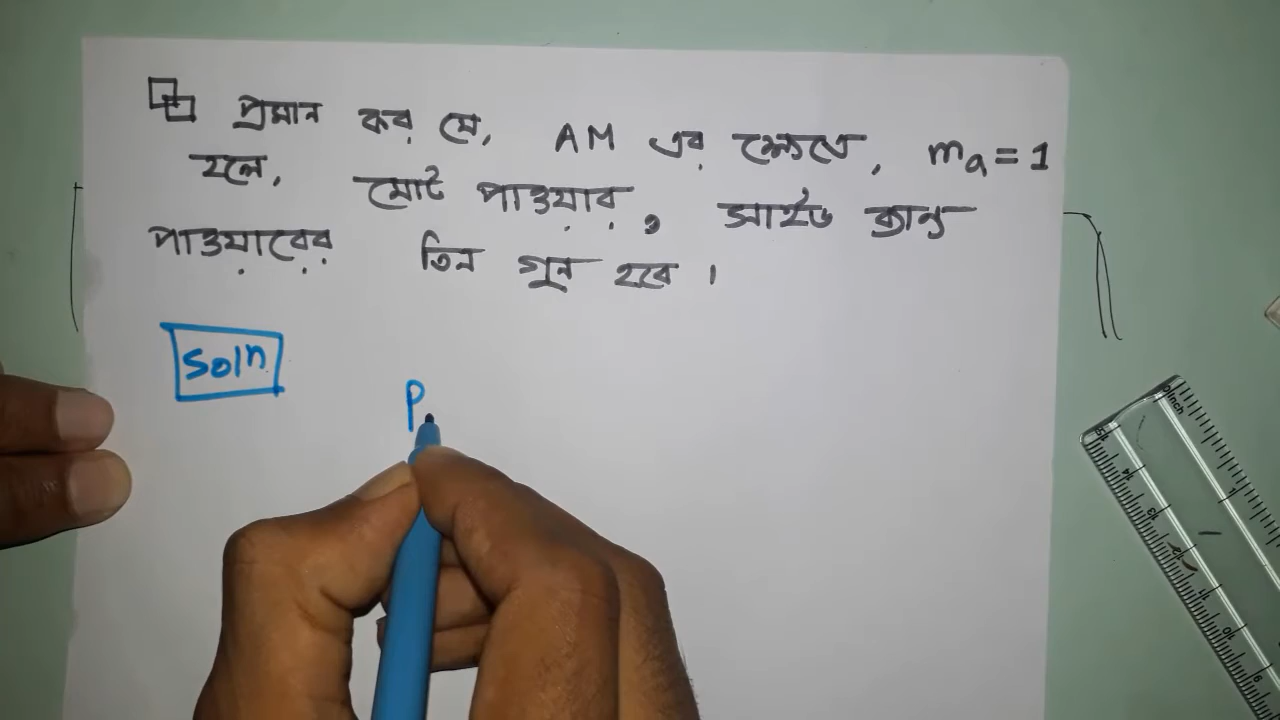 প্রমান কর যে, AM এর ক্ষেত্রে, ma = 1
হলে, মোট পাওয়ার, সাইড ব্যান্ড
পাওয়ারের তিন গুন হবে।
Soln
P